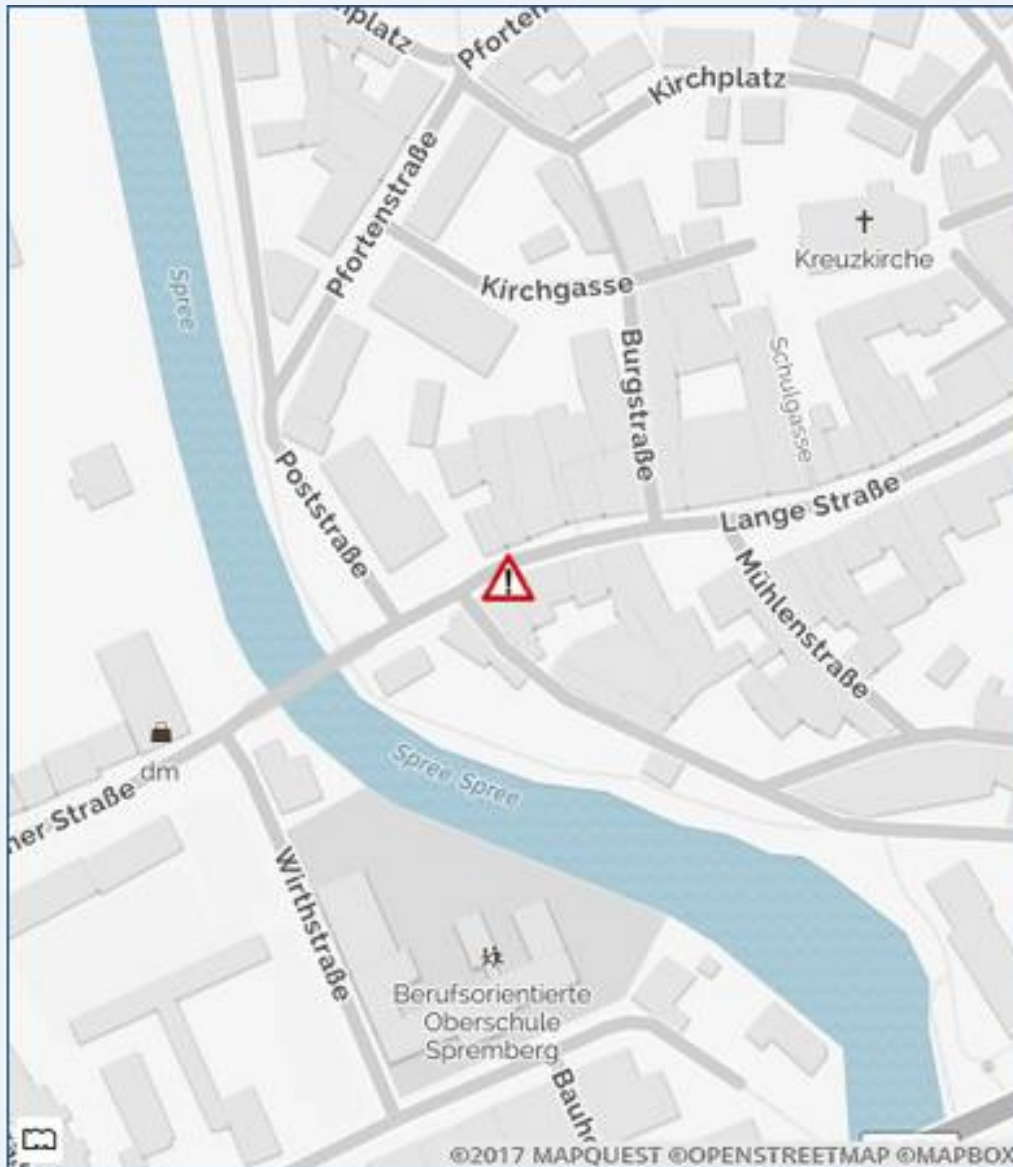 Kirchplatz
Pfortenstraße
Kreuzkirche
Kirchgasse
Spree
Burgstraße
Schulgasse
Poststraße
Lange Straße
Mühlenstraße
dm
Spree Spree
Wirthstraße
Berufsorientierte
Oberschule
Spremberg
©2017 MAPQUEST ©OPENSTREETMAP ©MAPBOX